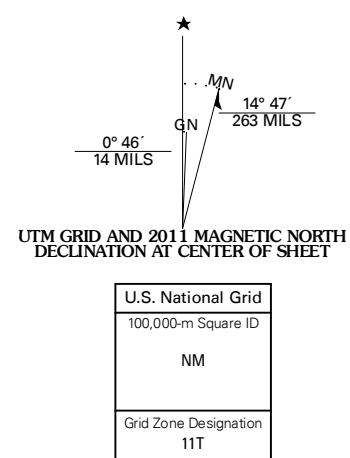 ★
MN
14° 47´
263 MILS
GN
0° 46´
14 MILS
UTM GRID AND 2011 MAGNETIC NORTH
DECLINATION AT CENTER OF SHEET
U.S. National Grid
100,000-m Square ID
NM
Grid Zone Designation
11T